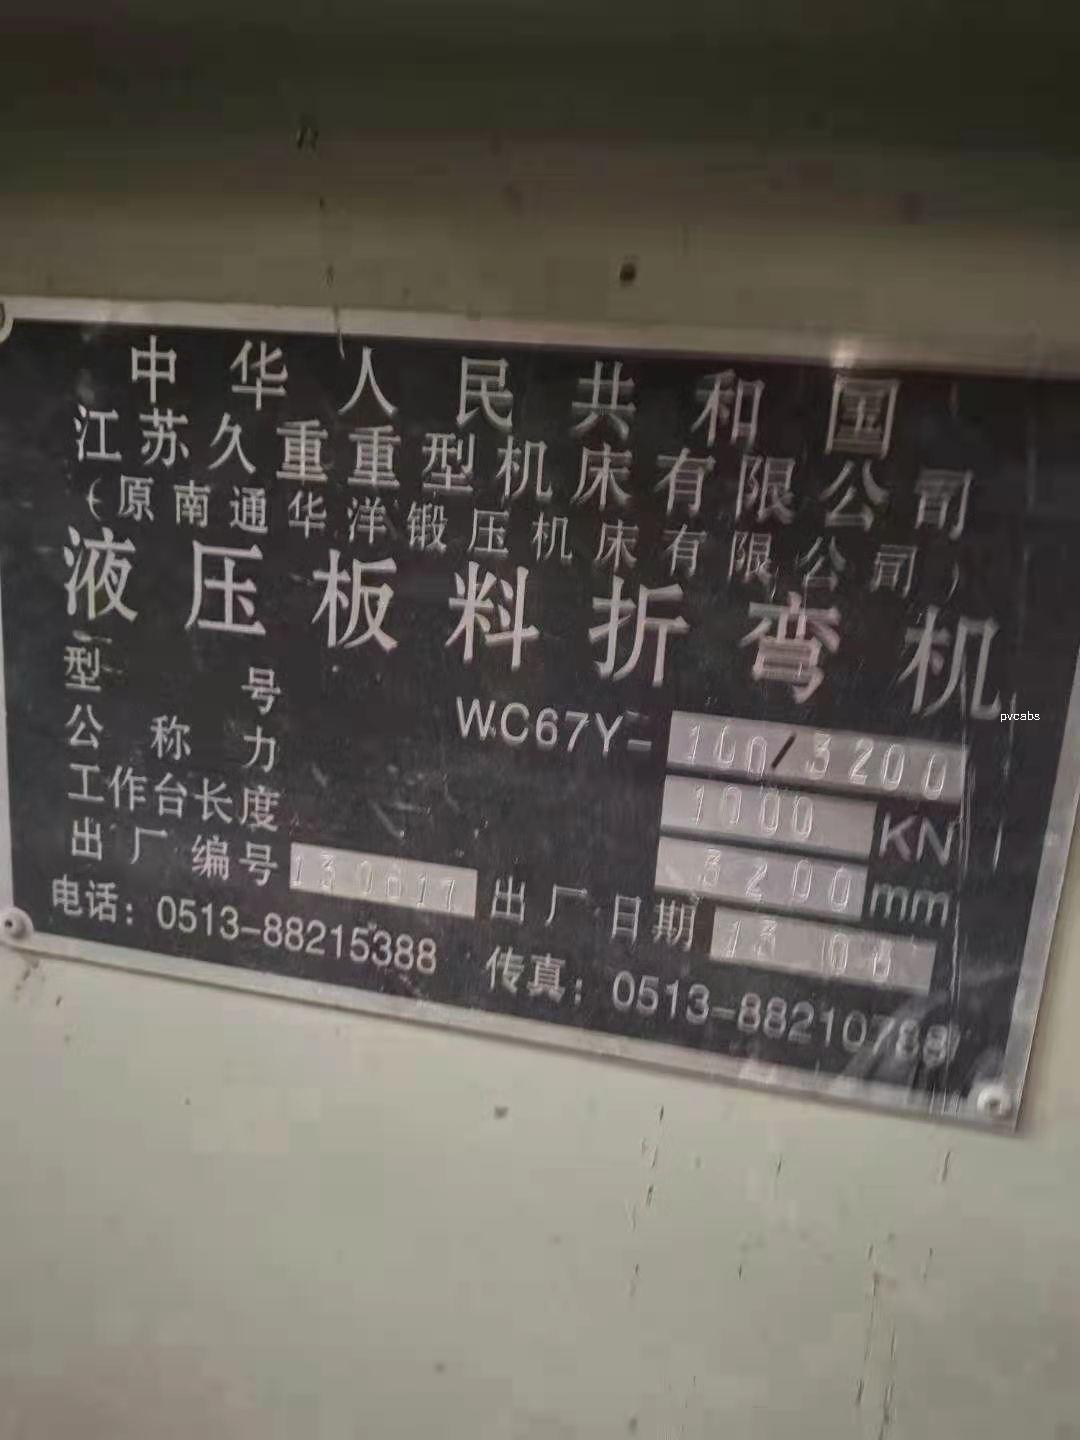 中华人民共和国
江苏久重重型机床有限公司
（原南通华洋锻压机床有限公司）
液压板料折弯机
型号 WC67Y-100/3200
公称力 1000 KN
工作台长度 3200 mm
出厂编号 130617 出厂日期 13 06
电话：0513-88215388 传真：0513-88210788
pvcabs